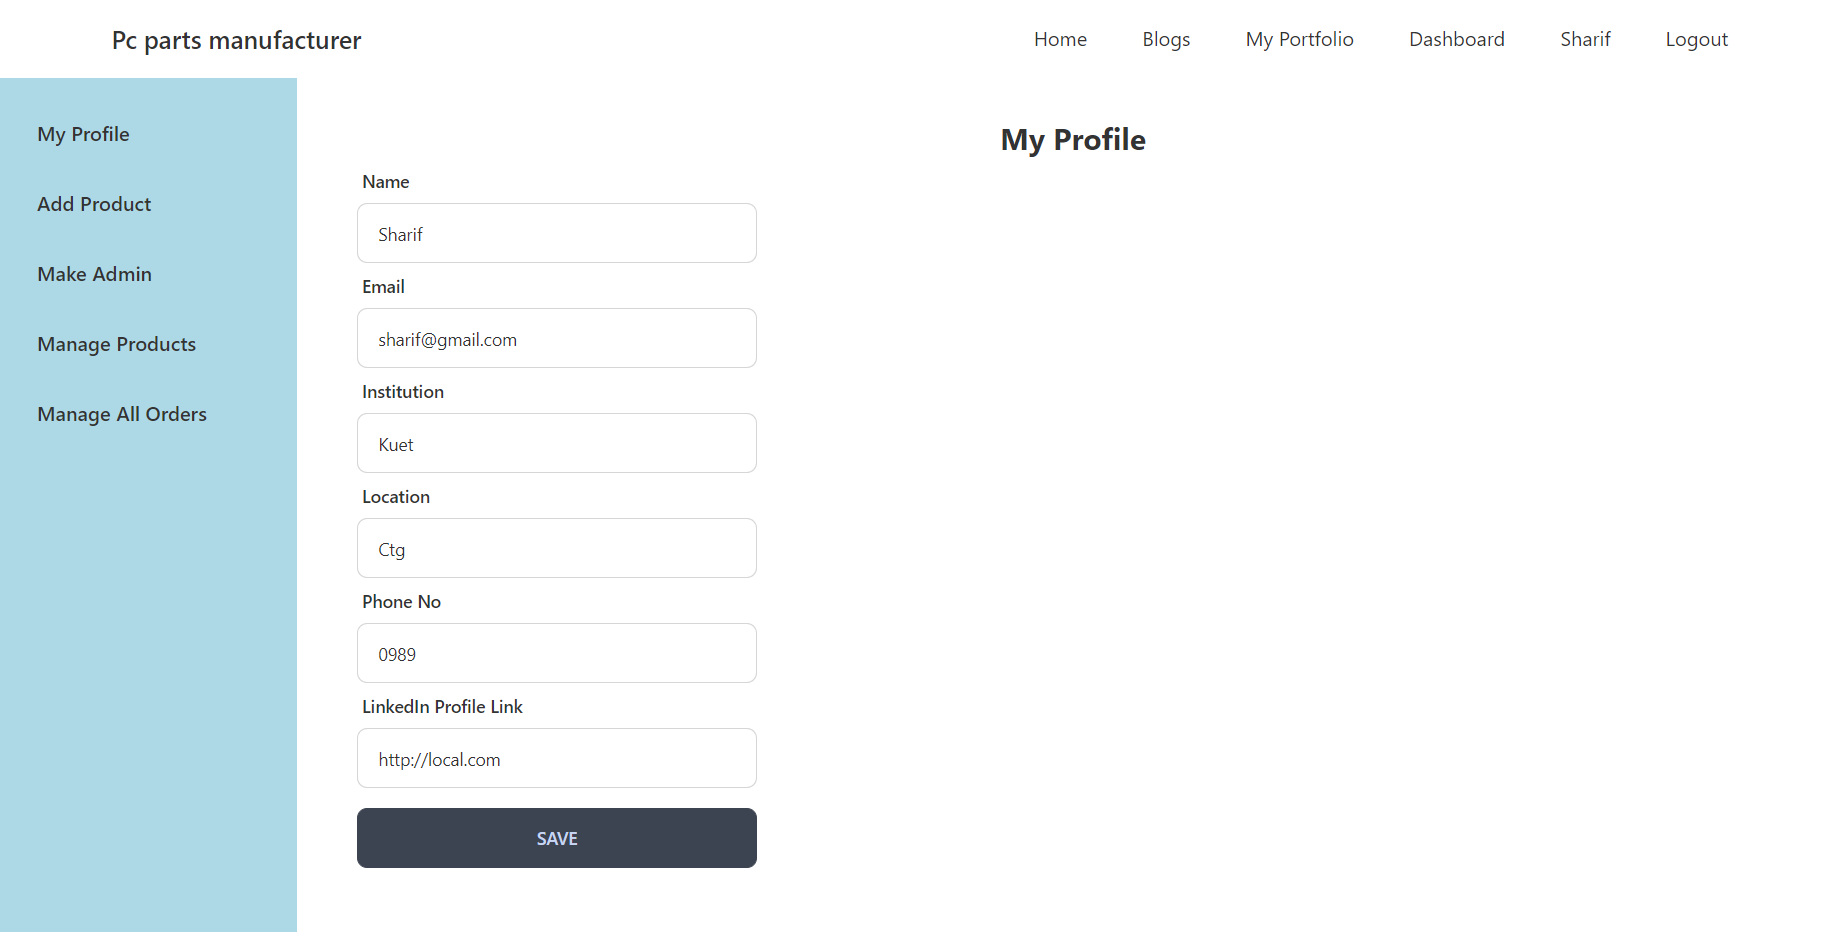 Pc parts manufacturer
Home Blogs My Portfolio Dashboard Sharif Logout
My Profile
Add Product
Make Admin
Manage Products
Manage All Orders
My Profile
Name
Sharif
Email
sharif@gmail.com
Institution
Kuet
Location
Ctg
Phone No
0989
LinkedIn Profile Link
http://local.com
SAVE